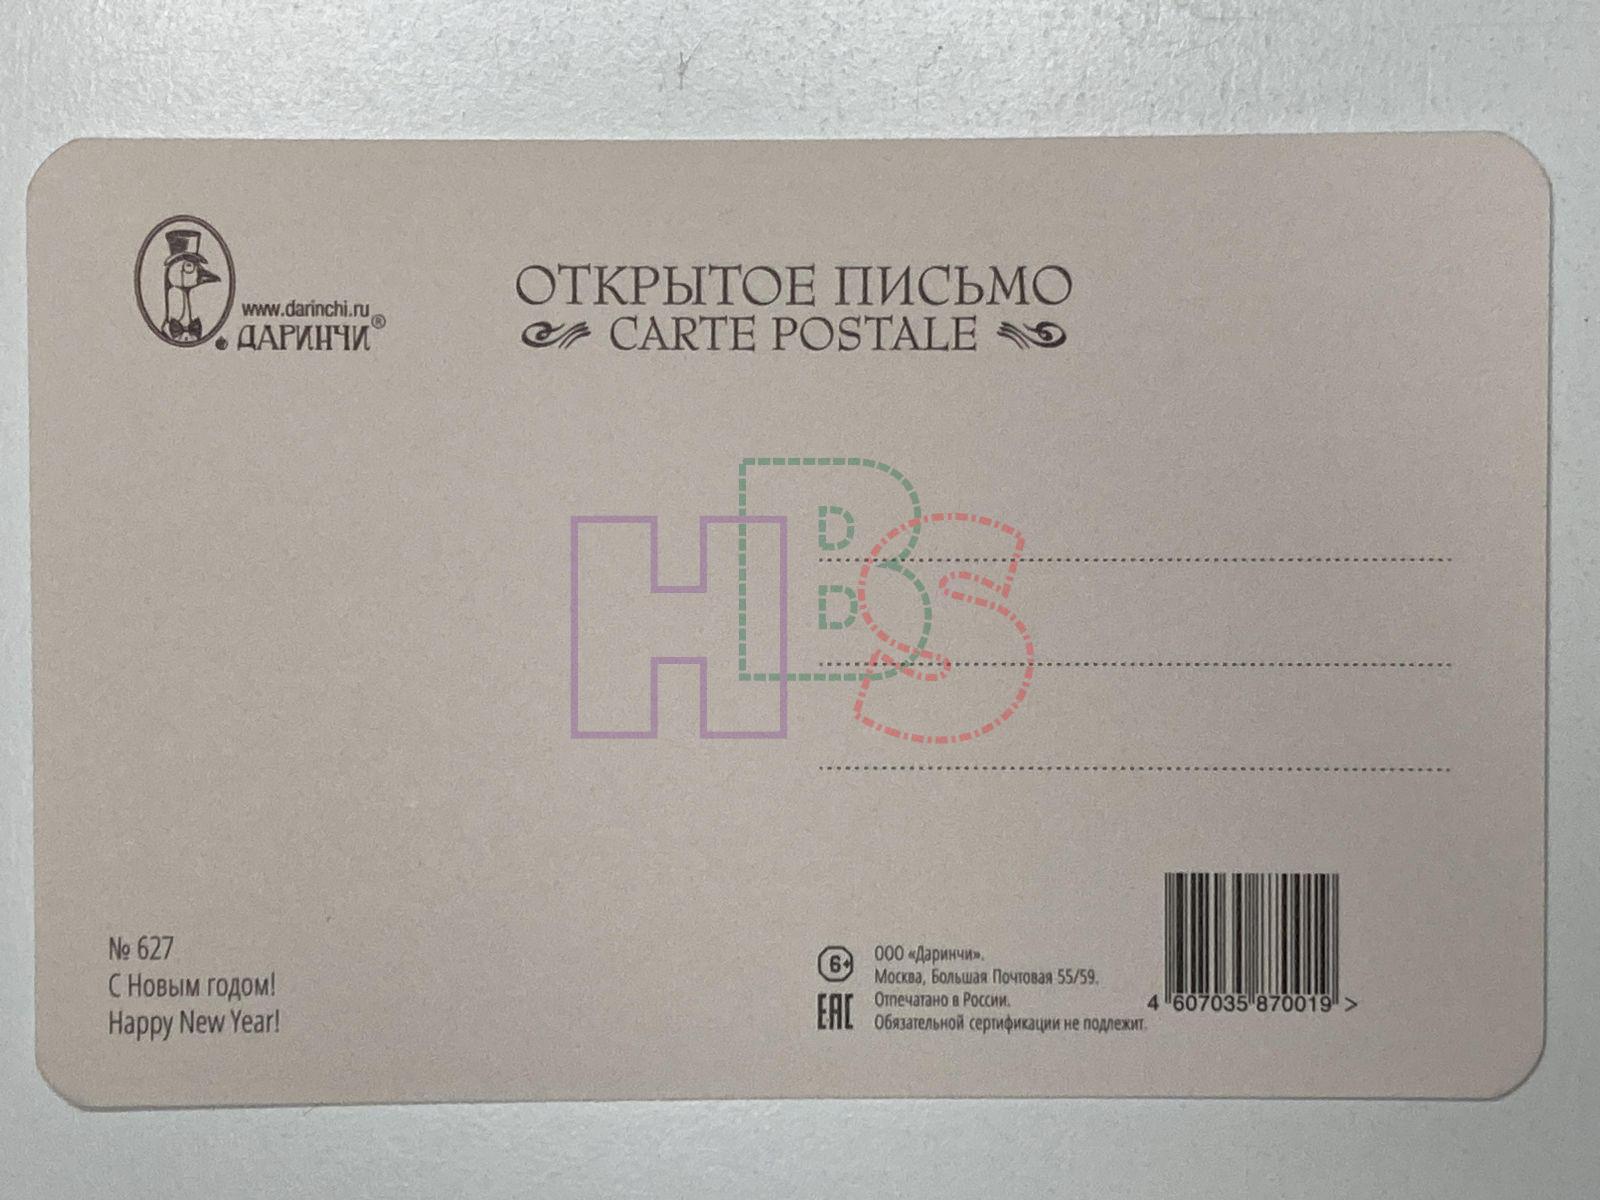 www.darinchi.ru
ДАРИНЧИ®
ОТКРЫТОЕ ПИСЬМО
CARTE POSTALE
H B S
№ 627
С Новым годом!
Happy New Year!
6+
EAC
ООО «Даринчи».
Москва, Большая Почтовая 55/59.
Отпечатано в России.
Обязательной сертификации не подлежит.
4 607035 870019 >